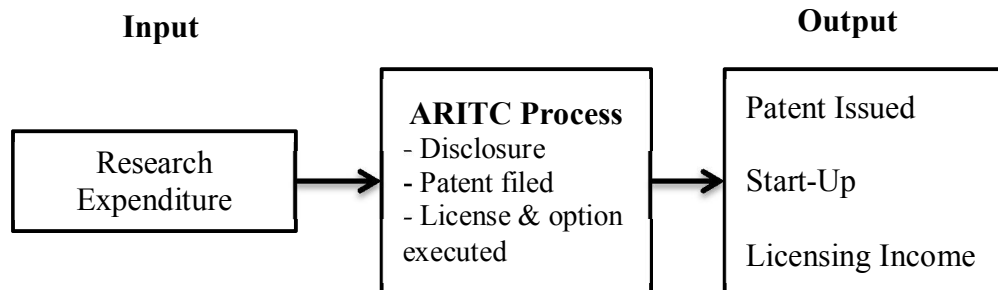 Input
Output
Research
Expenditure
ARITC Process
- Disclosure
- Patent filed
- License & option
executed
Patent Issued
Start-Up
Licensing Income